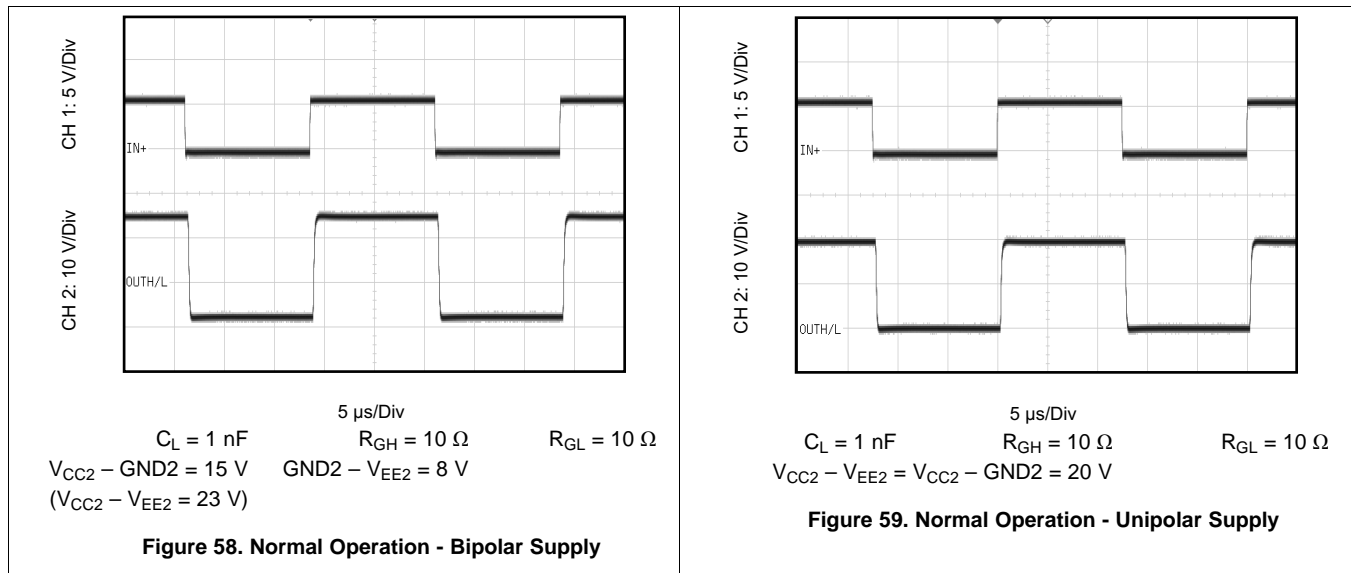 CH 1: 5 V/Div
IN+
CH 2: 10 V/Div
OUTH/L
5 µs/Div
C_L = 1 nF R_GH = 10 Ω R_GL = 10 Ω
V_CC2 – GND2 = 15 V GND2 – V_EE2 = 8 V
(V_CC2 – V_EE2 = 23 V)
Figure 58. Normal Operation - Bipolar Supply
CH 1: 5 V/Div
IN+
CH 2: 10 V/Div
OUTH/L
5 µs/Div
C_L = 1 nF R_GH = 10 Ω R_GL = 10 Ω
V_CC2 – V_EE2 = V_CC2 – GND2 = 20 V
Figure 59. Normal Operation - Unipolar Supply